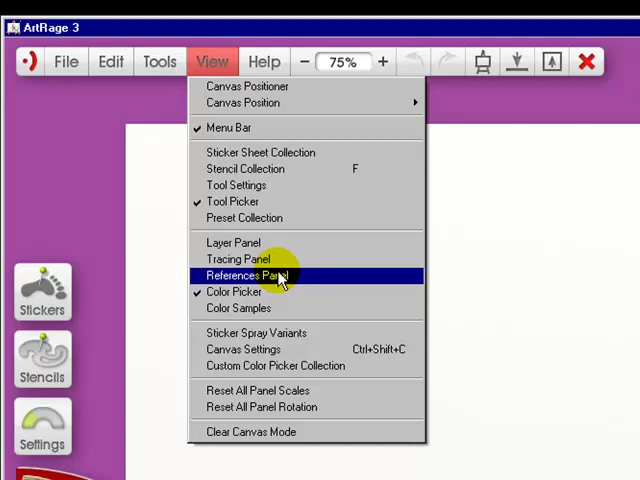 ArtRage 3
File Edit Tools View Help − 75% +
Canvas Positioner
Canvas Position
Menu Bar
Sticker Sheet Collection
Stencil Collection F
Tool Settings
Tool Picker
Preset Collection
Layer Panel
Tracing Panel
References Panel
Color Picker
Color Samples
Sticker Spray Variants
Canvas Settings Ctrl+Shift+C
Custom Color Picker Collection
Reset All Panel Scales
Reset All Panel Rotation
Clear Canvas Mode
Stickers
Stencils
Settings